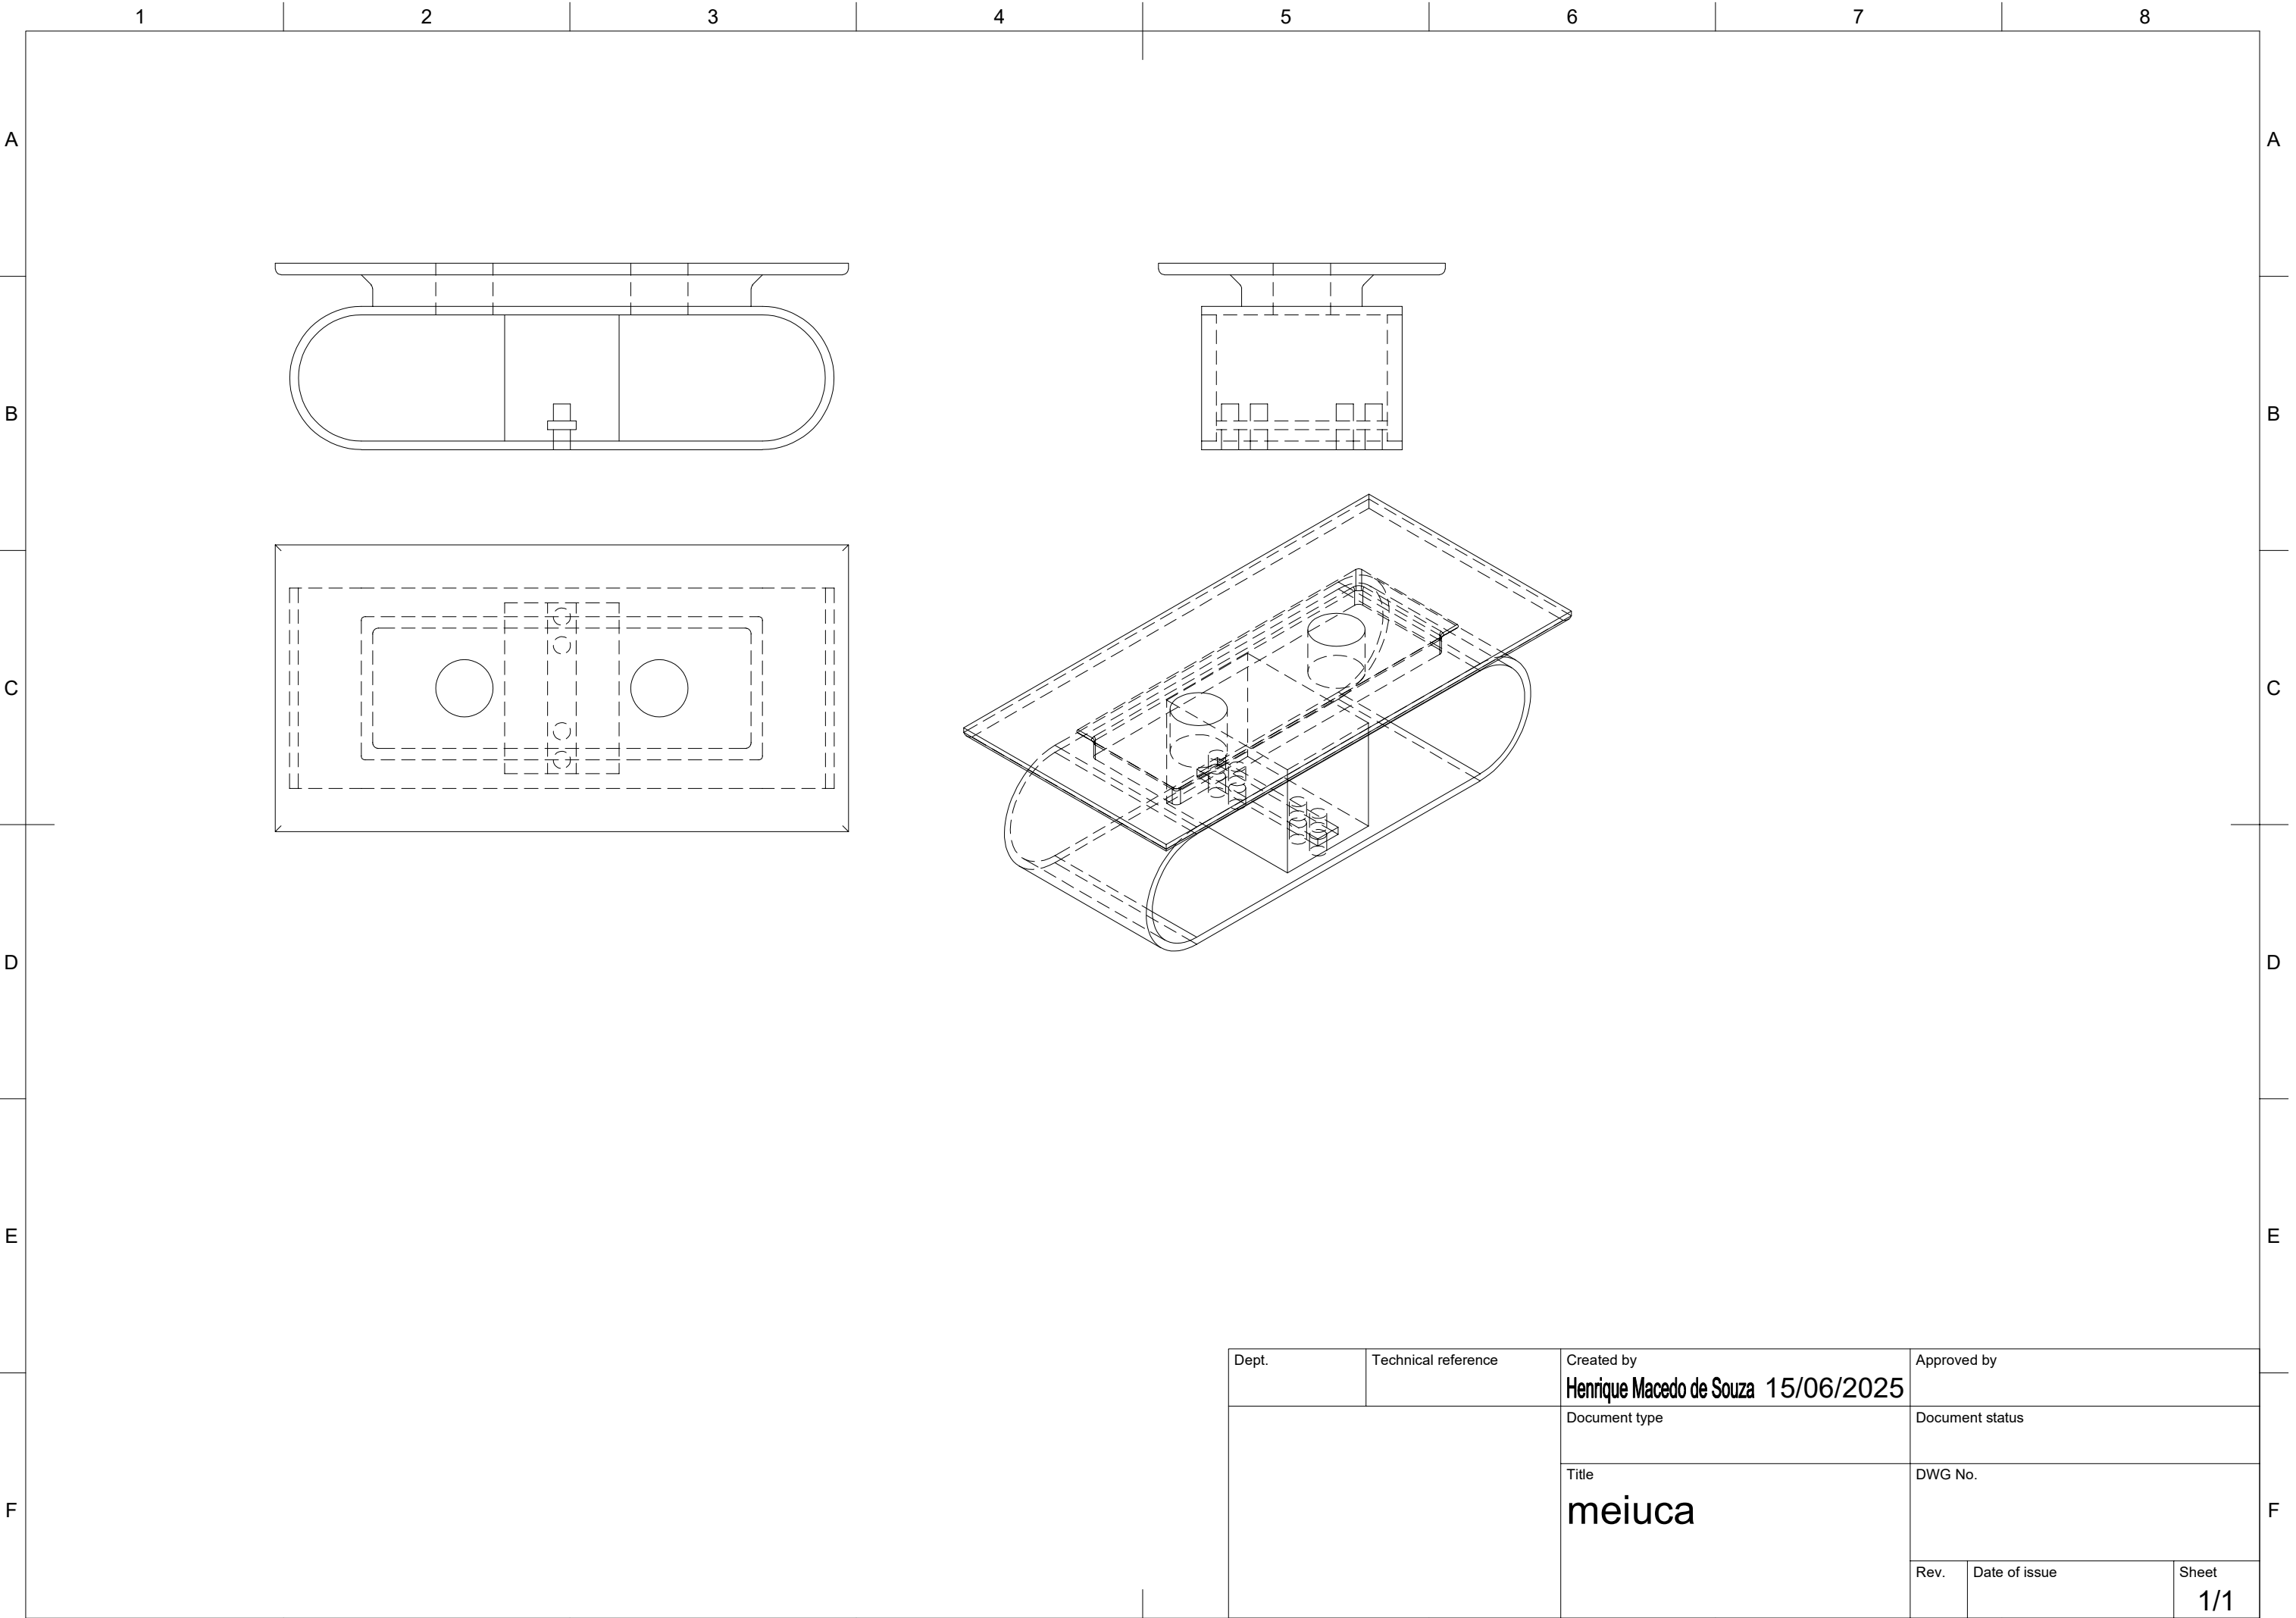 1 2 3 4 5 6 7 8
A A
B B
C C
D D
E E
F F
Dept. Technical reference Created by Approved by
Henrique Macedo de Souza 15/06/2025
Document type Document status
Title DWG No.
meiuca
Rev. Date of issue Sheet
1/1